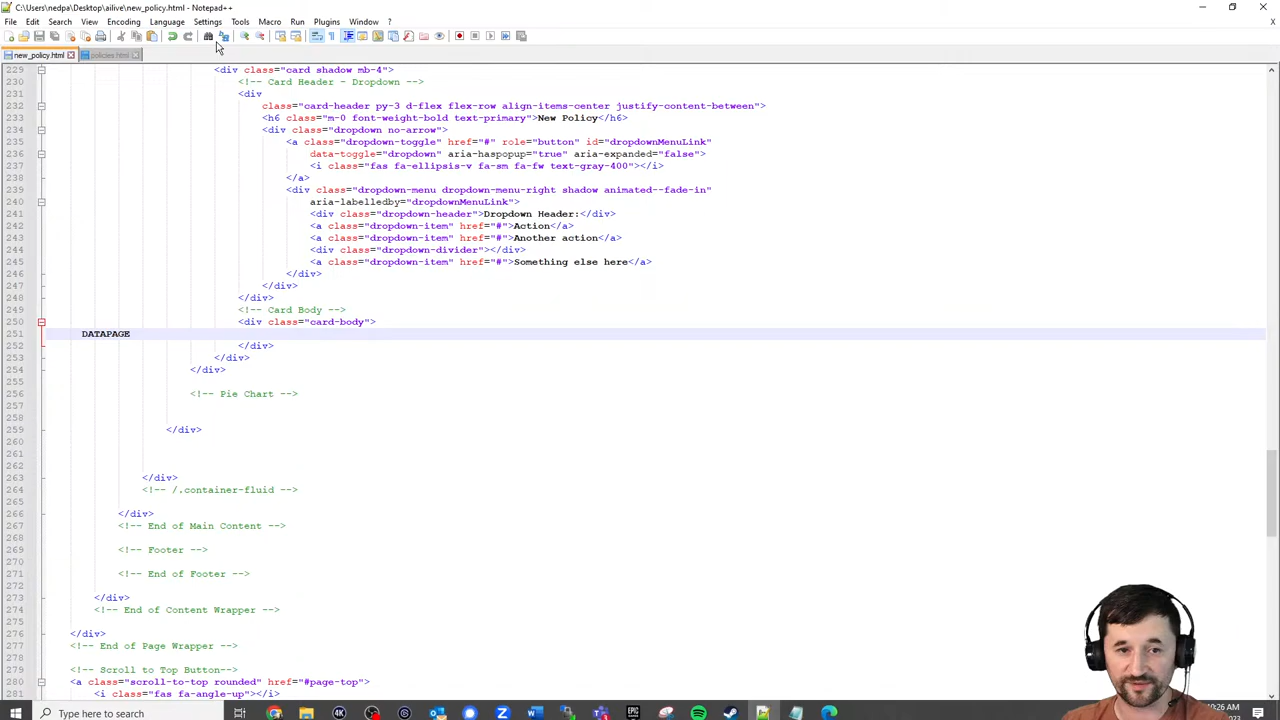 C:\Users\nedpa\Desktop\ailive\new_policy.html - Notepad++
File Edit Search View Encoding Language Settings Tools Macro Run Plugins Window ?
new_policy.html policies.html
229 <div class="card shadow mb-4">
230 <!-- Card Header - Dropdown -->
231 <div
232 class="card-header py-3 d-flex flex-row align-items-center justify-content-between">
233 <h6 class="m-0 font-weight-bold text-primary">New Policy</h6>
234 <div class="dropdown no-arrow">
235 <a class="dropdown-toggle" href="#" role="button" id="dropdownMenuLink"
236 data-toggle="dropdown" aria-haspopup="true" aria-expanded="false">
237 <i class="fas fa-ellipsis-v fa-sm fa-fw text-gray-400"></i>
238 </a>
239 <div class="dropdown-menu dropdown-menu-right shadow animated--fade-in"
240 aria-labelledby="dropdownMenuLink">
241 <div class="dropdown-header">Dropdown Header:</div>
242 <a class="dropdown-item" href="#">Action</a>
243 <a class="dropdown-item" href="#">Another action</a>
244 <div class="dropdown-divider"></div>
245 <a class="dropdown-item" href="#">Something else here</a>
246 </div>
247 </div>
248 </div>
249 <!-- Card Body -->
250 <div class="card-body">
251 DATAPAGE
252 </div>
253 </div>
254 </div>
255
256 <!-- Pie Chart -->
257
258
259 </div>
260
261
262
263 </div>
264 <!-- /.container-fluid -->
265
266 </div>
267 <!-- End of Main Content -->
268
269 <!-- Footer -->
270
271 <!-- End of Footer -->
272
273 </div>
274 <!-- End of Content Wrapper -->
275
276 </div>
277 <!-- End of Page Wrapper -->
278
279 <!-- Scroll to Top Button-->
280 <a class="scroll-to-top rounded" href="#page-top">
281 <i class="fas fa-angle-up"></i>
Type here to search
:26 AM